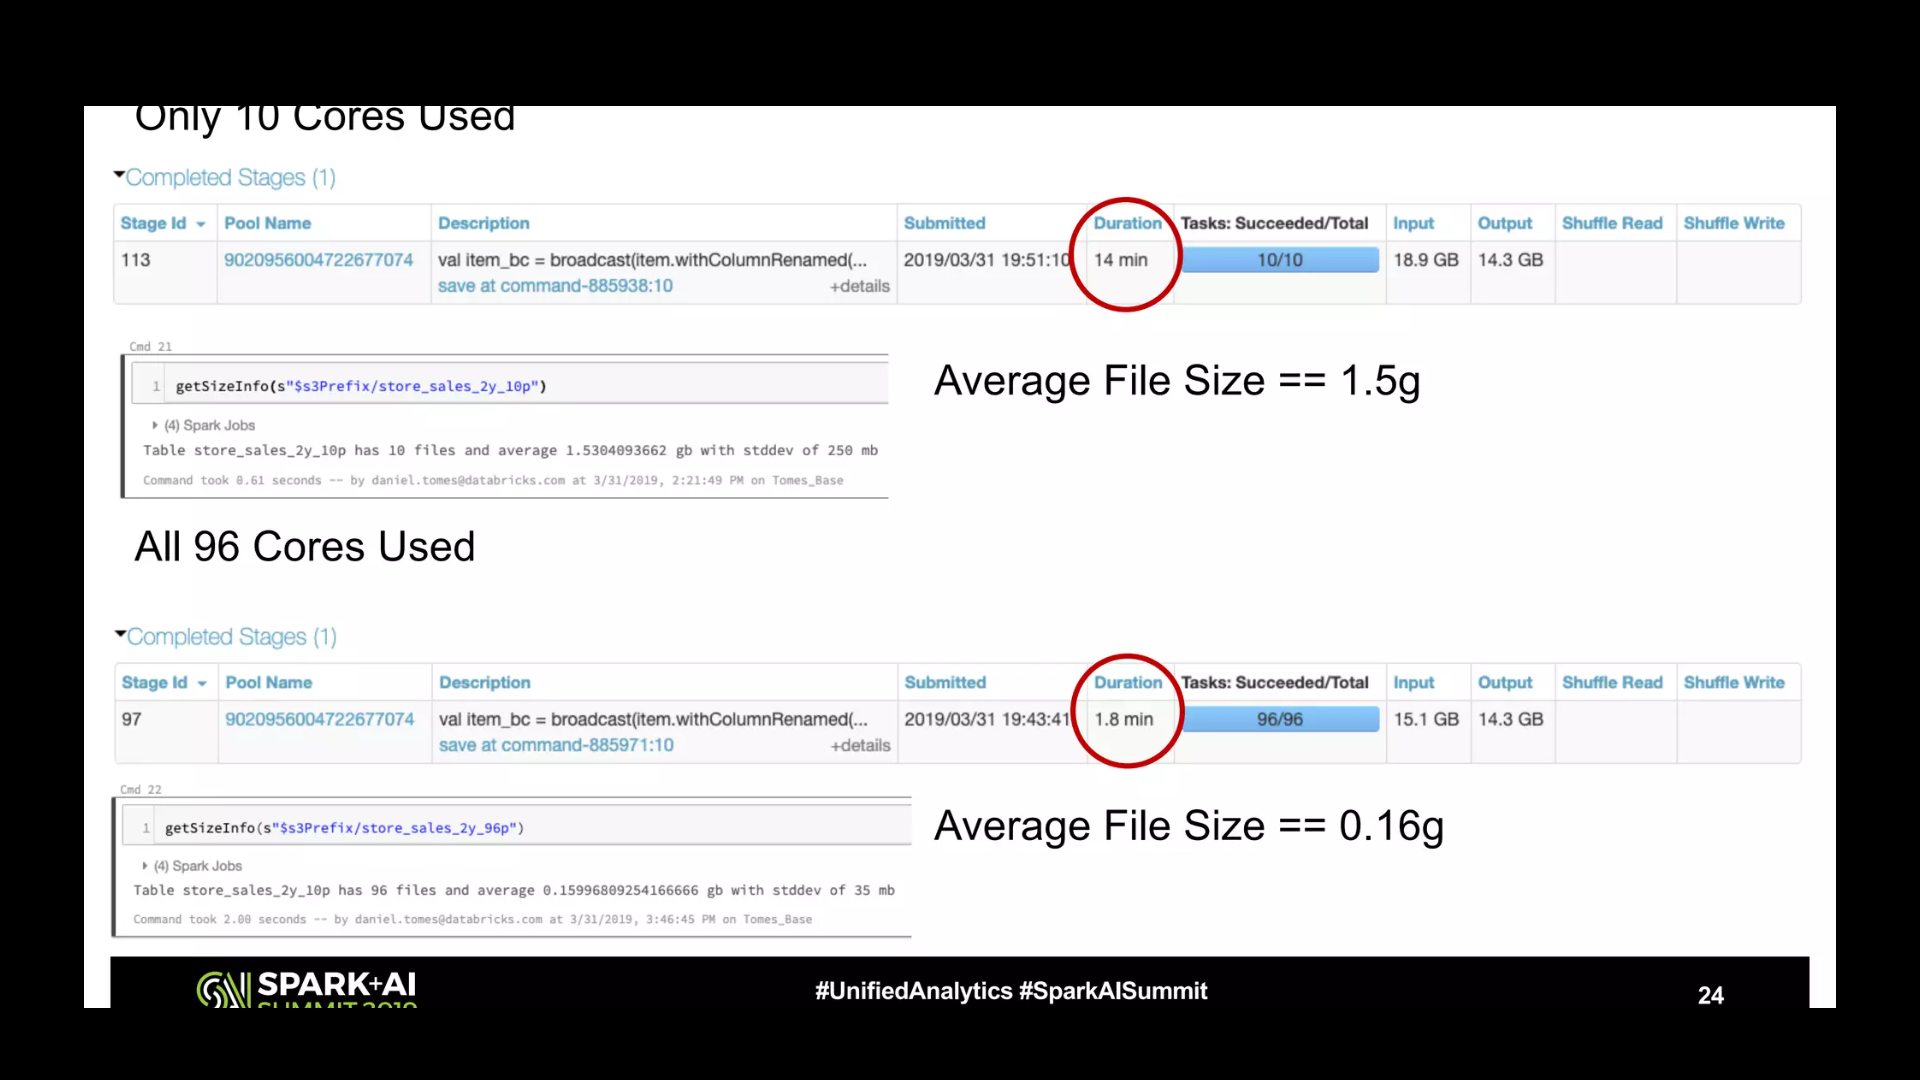 Only 10 Cores Used
Completed Stages (1)
Stage Id Pool Name Description Submitted Duration Tasks: Succeeded/Total Input Output Shuffle Read Shuffle Write
113 9020956004722677074 val item_bc = broadcast(item.withColumnRenamed(... 2019/03/31 19:51:10 14 min 10/10 18.9 GB 14.3 GB
save at command-885938:10 +details
Cmd 21
1 getSizeInfo(s"$s3Prefix/store_sales_2y_10p")
(4) Spark Jobs
Table store_sales_2y_10p has 10 files and average 1.5304093662 gb with stddev of 250 mb
Command took 0.61 seconds -- by daniel.tomes@databricks.com at 3/31/2019, 2:21:49 PM on Tomes_Base
Average File Size == 1.5g
All 96 Cores Used
Completed Stages (1)
Stage Id Pool Name Description Submitted Duration Tasks: Succeeded/Total Input Output Shuffle Read Shuffle Write
97 9020956004722677074 val item_bc = broadcast(item.withColumnRenamed(... 2019/03/31 19:43:41 1.8 min 96/96 15.1 GB 14.3 GB
save at command-885971:10 +details
Cmd 22
1 getSizeInfo(s"$s3Prefix/store_sales_2y_96p")
(4) Spark Jobs
Table store_sales_2y_10p has 96 files and average 0.15996809254166666 gb with stddev of 35 mb
Command took 2.00 seconds -- by daniel.tomes@databricks.com at 3/31/2019, 3:46:45 PM on Tomes_Base
Average File Size == 0.16g
SPARK+AI
SUMMIT 2019
#UnifiedAnalytics #SparkAISummit
24